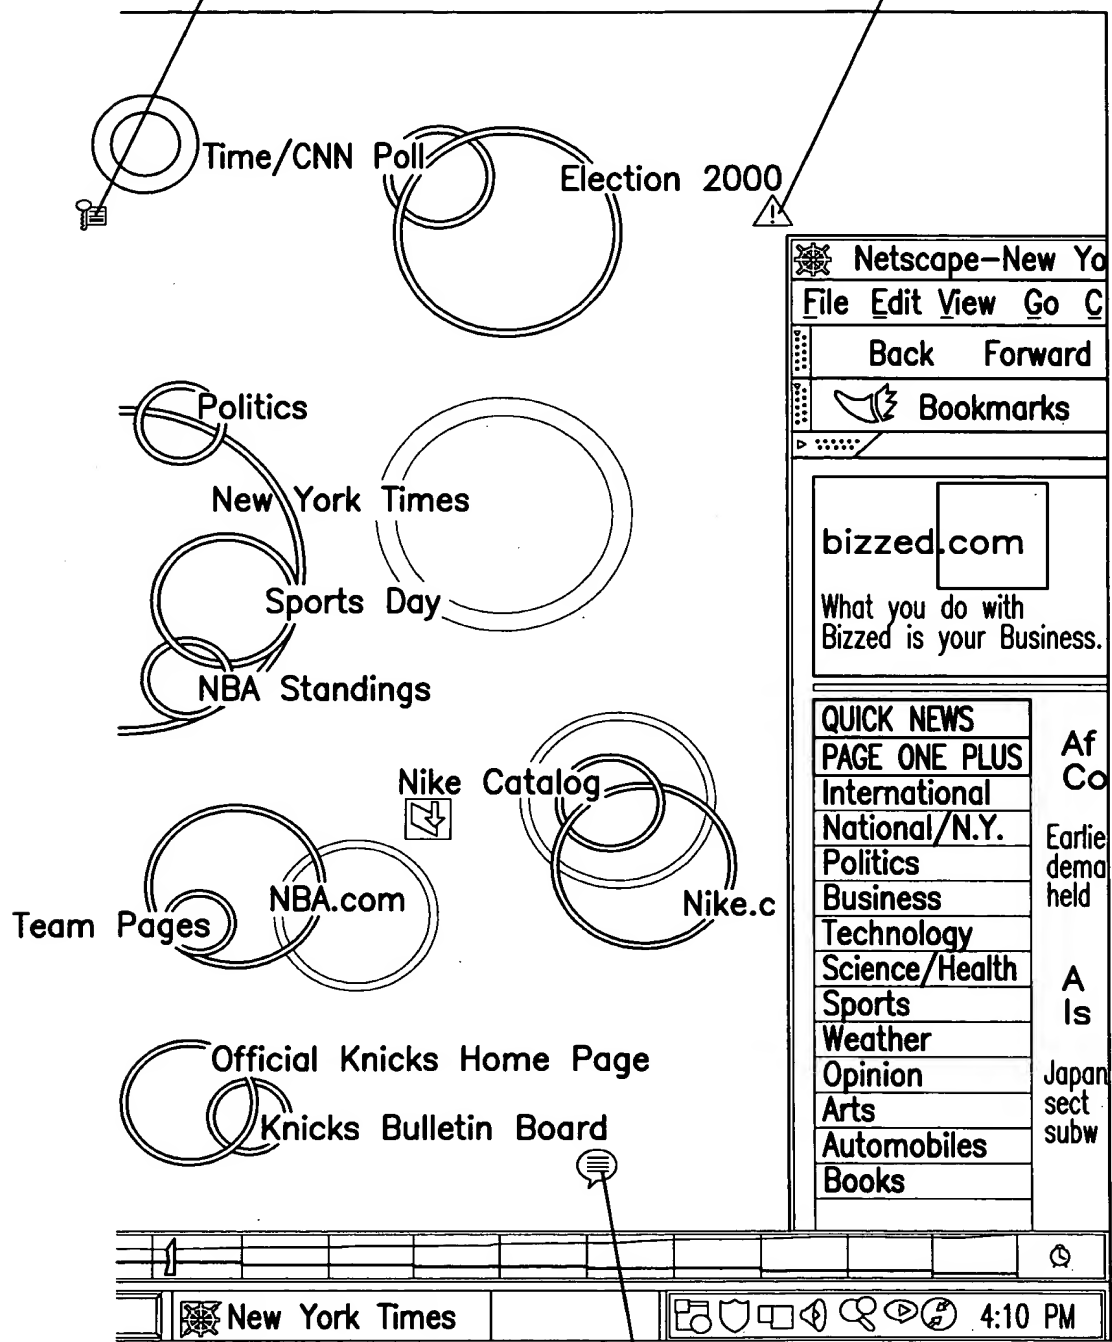 Time/CNN Poll
Election 2000
Netscape-New Yo
File Edit View Go C
Back Forward
Bookmarks
Politics
New York Times
bizzed.com
What you do with
Bizzed is your Business.
Sports Day
NBA Standings
Nike Catalog
NBA.com
Nike.c
Team Pages
Official Knicks Home Page
Knicks Bulletin Board
QUICK NEWS
PAGE ONE PLUS
International
National/N.Y.
Politics
Business
Technology
Science/Health
Sports
Weather
Opinion
Arts
Automobiles
Books
Af
Co
Earlie
dema
held
A
Is
Japan
sect
subw
New York Times
4:10 PM